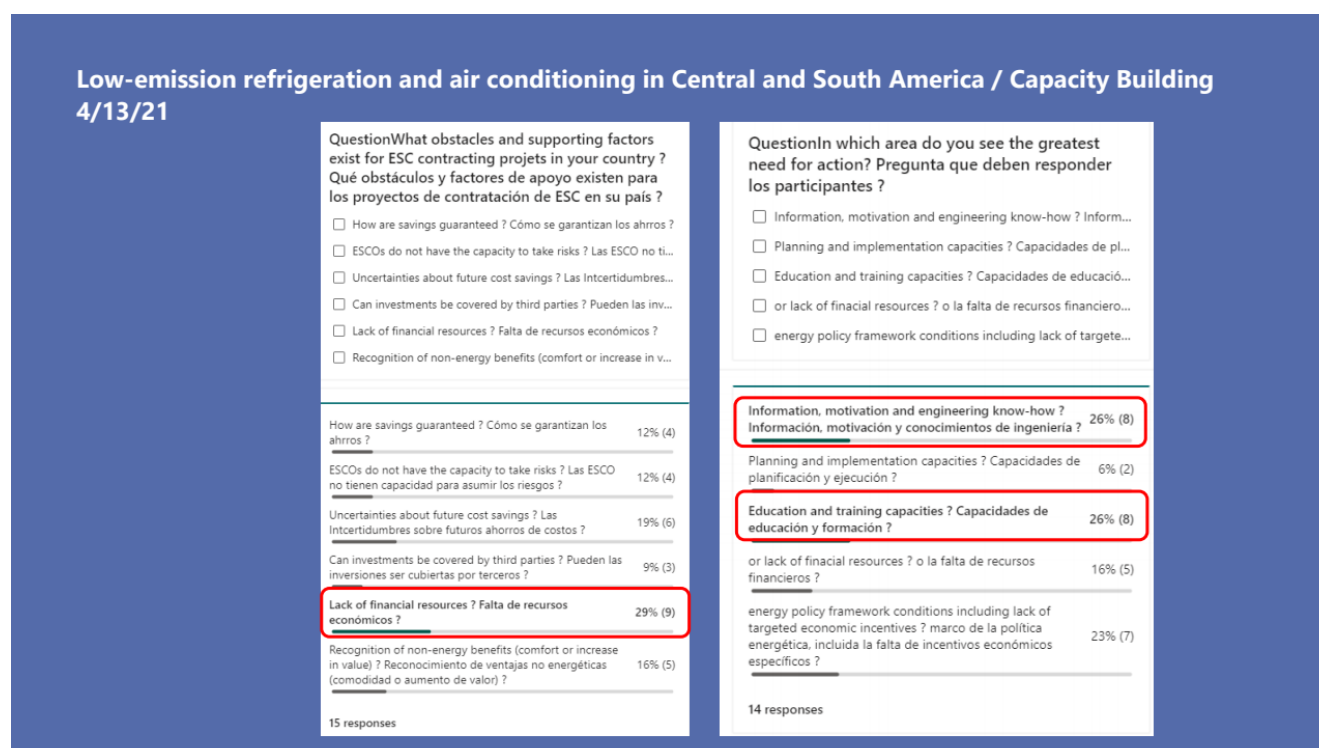 Low-emission refrigeration and air conditioning in Central and South America / Capacity Building
4/13/21
QuestionWhat obstacles and supporting factors
exist for ESC contracting projets in your country ?
Qué obstáculos y factores de apoyo existen para
los proyectos de contratación de ESC en su país ?
How are savings guaranteed ? Cómo se garantizan los ahrros ?
ESCOs do not have the capacity to take risks ? Las ESCO no ti...
Uncertainties about future cost savings ? Las Intcertidumbres...
Can investments be covered by third parties ? Pueden las inv...
Lack of financial resources ? Falta de recursos económicos ?
Recognition of non-energy benefits (comfort or increase in v...
How are savings guaranteed ? Cómo se garantizan los
ahrros ?
12% (4)
ESCOs do not have the capacity to take risks ? Las ESCO
no tienen capacidad para asumir los riesgos ?
12% (4)
Uncertainties about future cost savings ? Las
Intcertidumbres sobre futuros ahorros de costos ?
19% (6)
Can investments be covered by third parties ? Pueden las
inversiones ser cubiertas por terceros ?
9% (3)
Lack of financial resources ? Falta de recursos
económicos ?
29% (9)
Recognition of non-energy benefits (comfort or increase
in value) ? Reconocimiento de ventajas no energéticas
(comodidad o aumento de valor) ?
16% (5)
15 responses
QuestionIn which area do you see the greatest
need for action? Pregunta que deben responder
los participantes ?
Information, motivation and engineering know-how ? Inform...
Planning and implementation capacities ? Capacidades de pl...
Education and training capacities ? Capacidades de educació...
or lack of finacial resources ? o la falta de recursos financiero...
energy policy framework conditions including lack of targete...
Information, motivation and engineering know-how ?
Información, motivación y conocimientos de ingeniería ?
26% (8)
Planning and implementation capacities ? Capacidades de
planificación y ejecución ?
6% (2)
Education and training capacities ? Capacidades de
educación y formación ?
26% (8)
or lack of finacial resources ? o la falta de recursos
financieros ?
16% (5)
energy policy framework conditions including lack of
targeted economic incentives ? marco de la política
energética, incluida la falta de incentivos económicos
específicos ?
23% (7)
14 responses